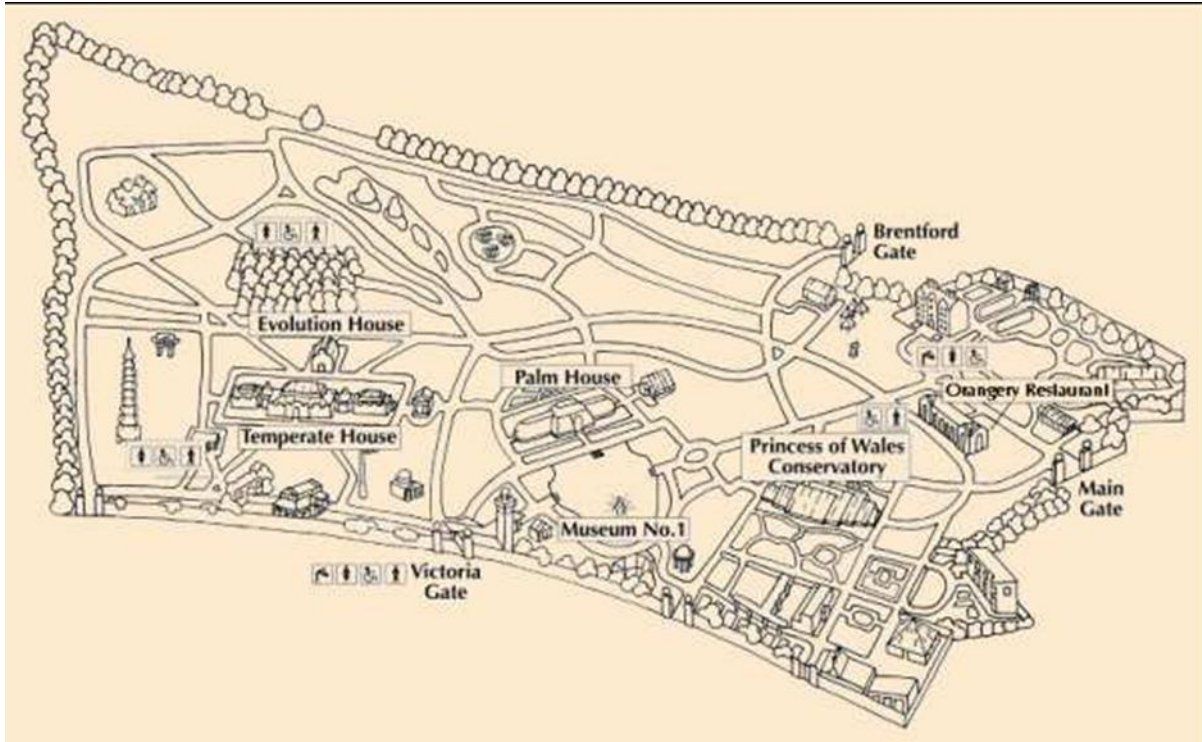 Brentford
Gate
Evolution House
Palm House
Orangery Restaurant
Temperate House
Princess of Wales
Conservatory
Main
Gate
Museum No.1
Victoria
Gate